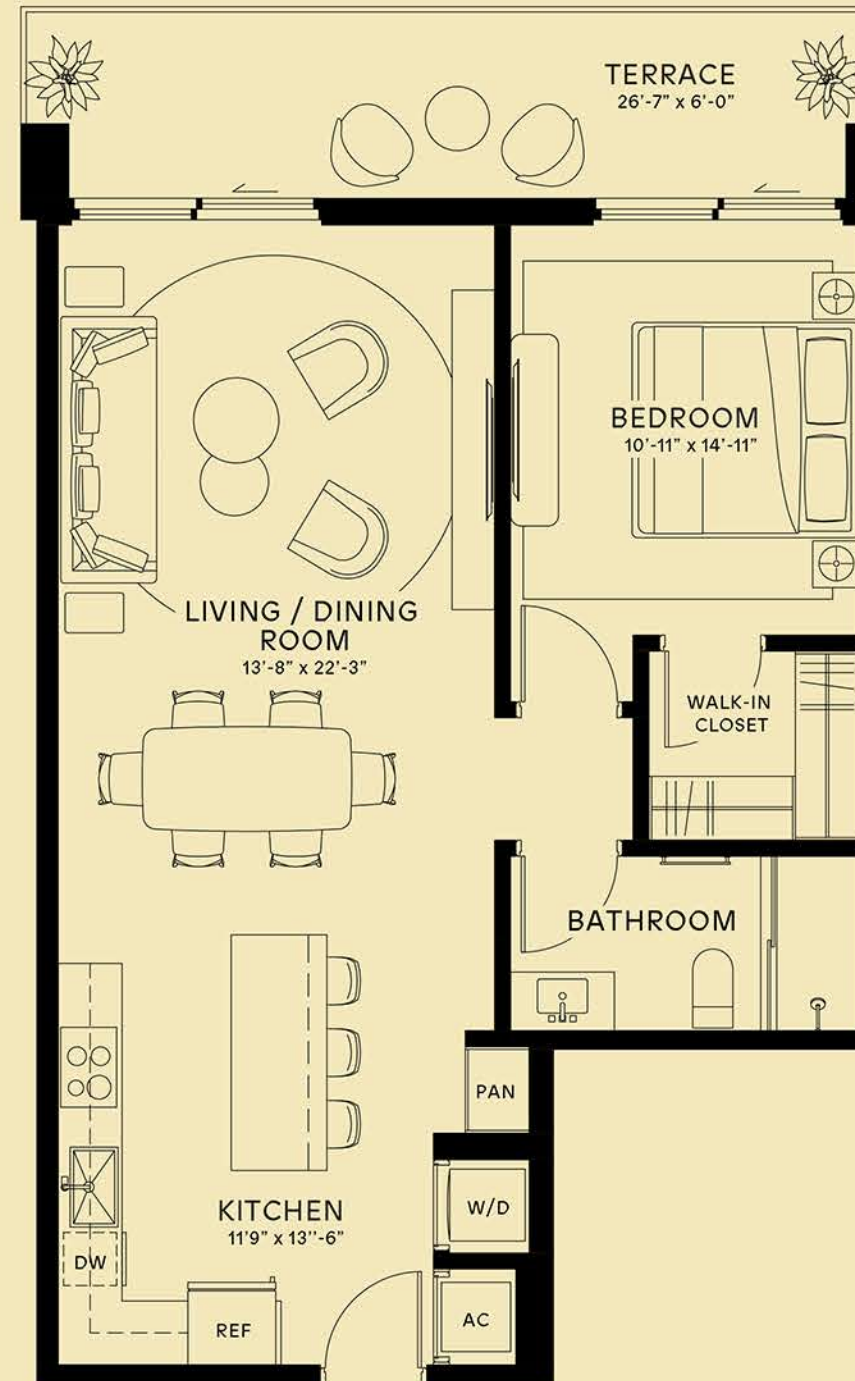 TERRACE
26'-7" x 6'-0"
BEDROOM
10'-11" x 14'-11"
LIVING / DINING
ROOM
13'-8" x 22'-3"
WALK-IN
CLOSET
BATHROOM
PAN
KITCHEN
11'9" x 13''-6"
W/D
DW
REF
AC